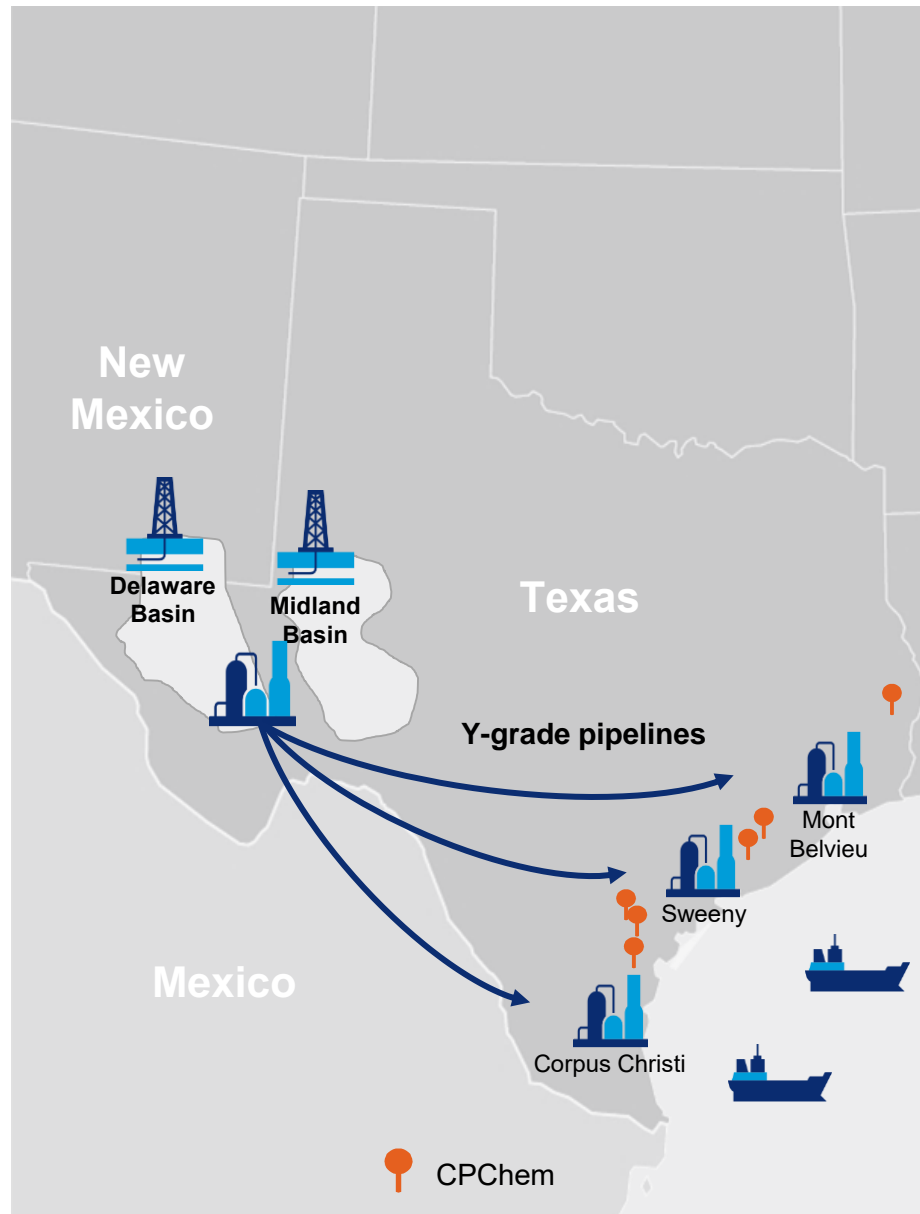 New
Mexico
Delaware
Basin
Midland
Basin
Texas
Y-grade pipelines
Mont
Belvieu
Sweeny
Mexico
Corpus Christi
CPChem